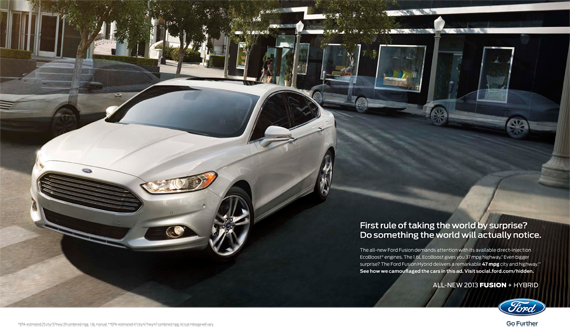 First rule of taking the world by surprise?
Do something the world will actually notice.
The all-new Ford Fusion demands attention with its available direct-injection
EcoBoost® engines. The 1.6L EcoBoost gives you 37 mpg highway.* Even bigger
surprise? The Ford Fusion Hybrid delivers a remarkable 47 mpg city and highway.**
See how we camouflaged the cars in this ad. Visit social.ford.com/hidden.
ALL-NEW 2013 FUSION + HYBRID
Ford
Go Further